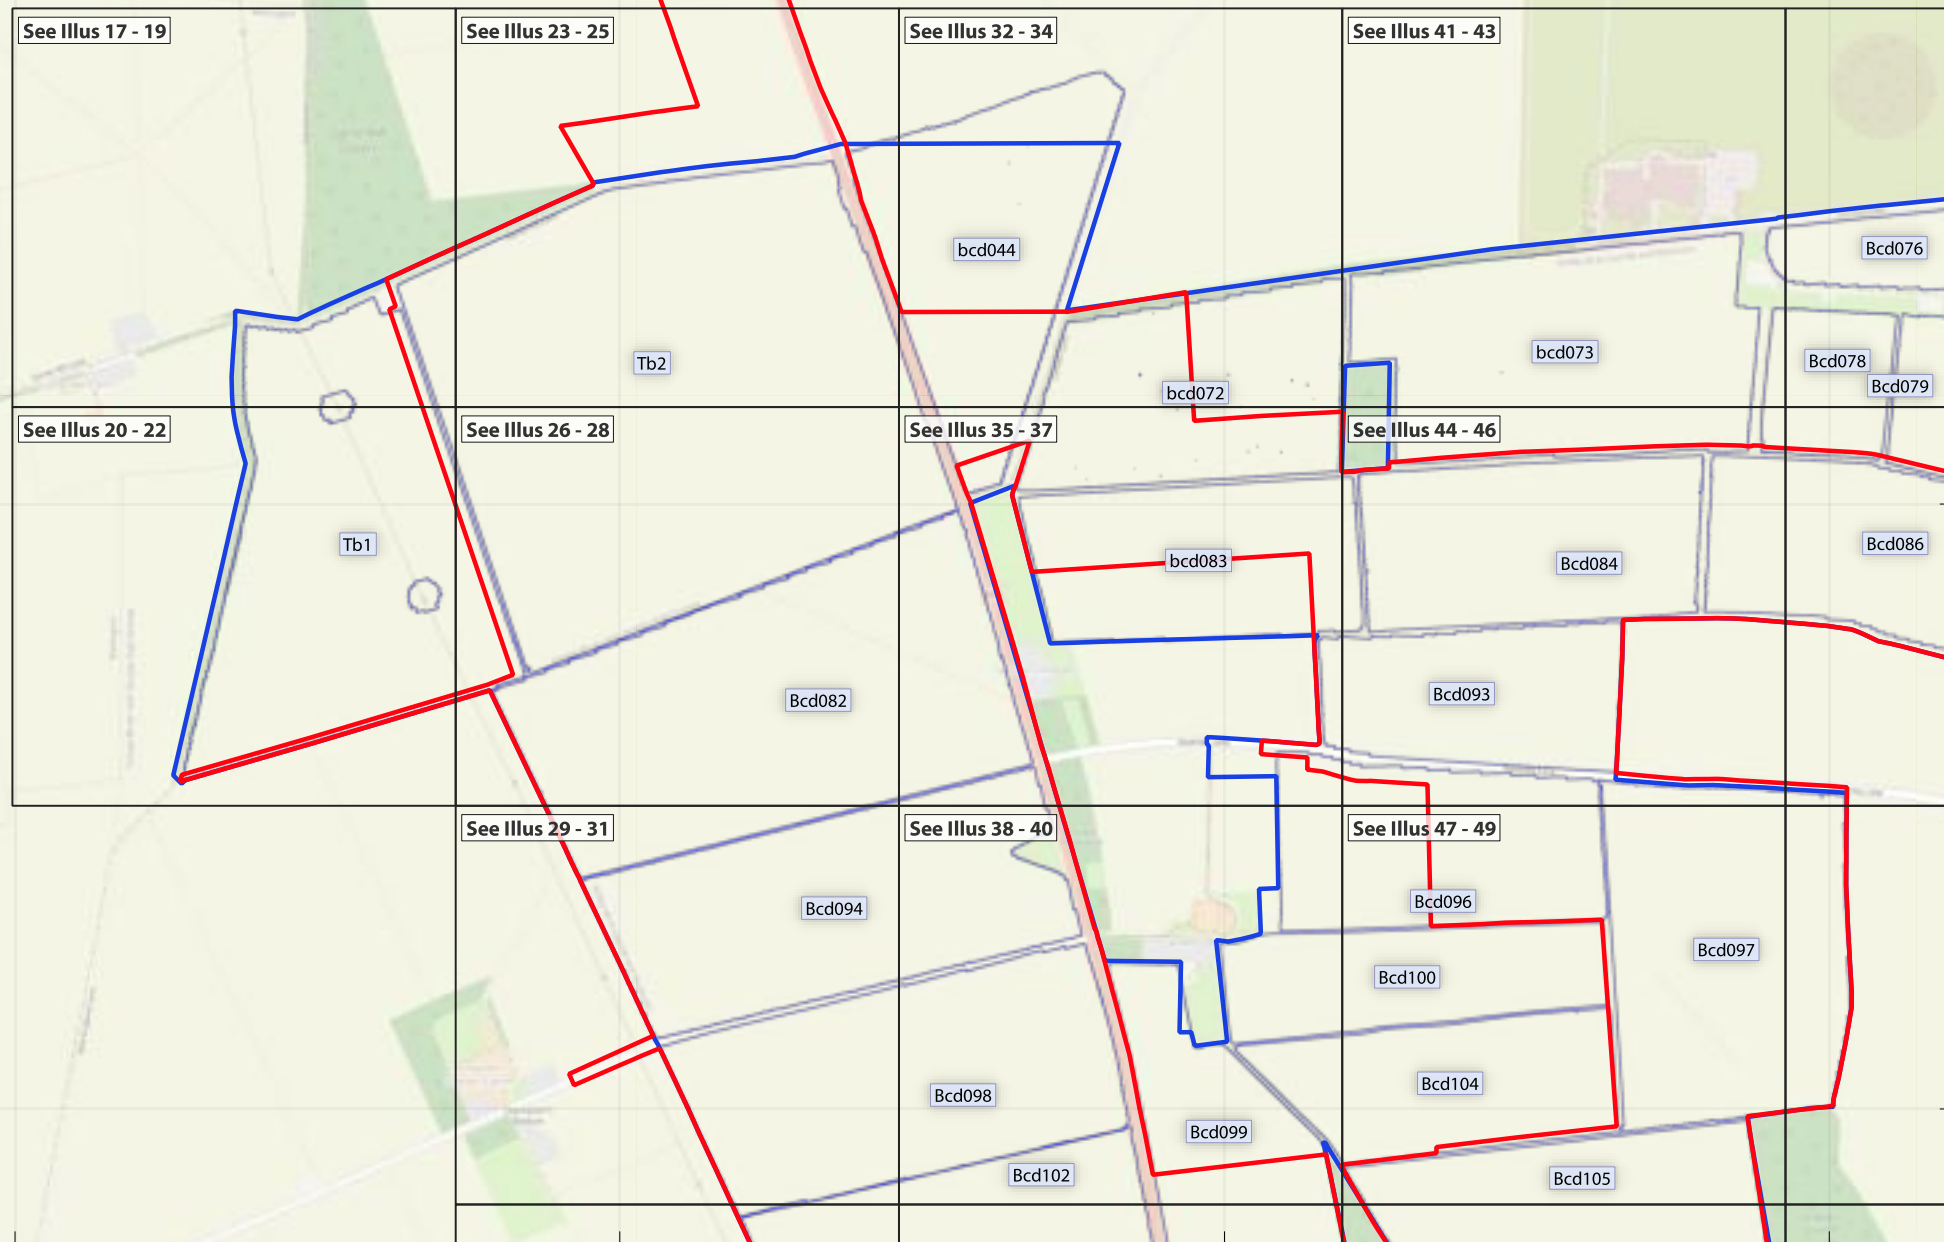 See Illus 17 - 19
See Illus 23 - 25
See Illus 32 - 34
See Illus 41 - 43
bcd044
Bcd076
Tb2
bcd072
bcd073
Bcd078
Bcd079
See Illus 20 - 22
See Illus 26 - 28
See Illus 35 - 37
See Illus 44 - 46
Tb1
bcd083
Bcd084
Bcd086
Bcd082
Bcd093
See Illus 29 - 31
See Illus 38 - 40
See Illus 47 - 49
Bcd094
Bcd096
Bcd097
Bcd100
Bcd098
Bcd104
Bcd099
Bcd102
Bcd105